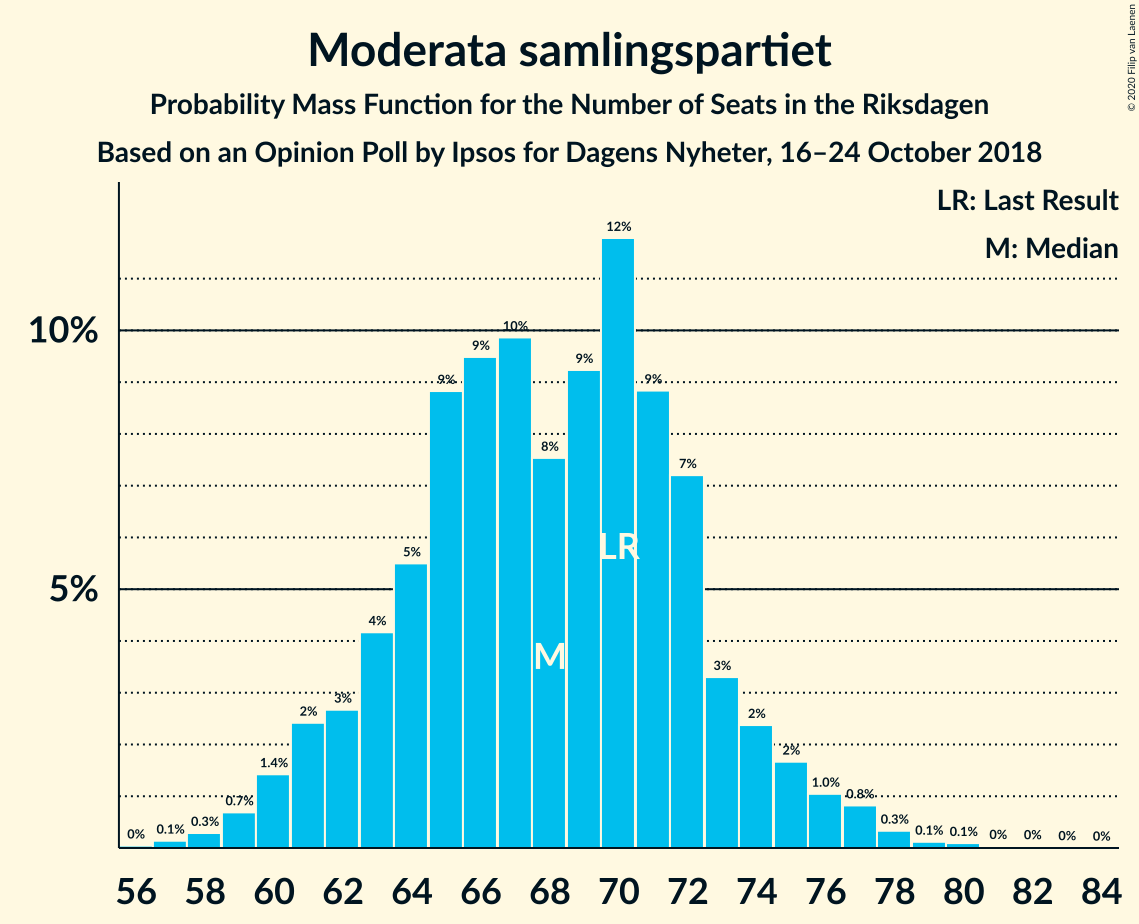 Moderata samlingspartiet
Probability Mass Function for the Number of Seats in the Riksdagen
Based on an Opinion Poll by Ipsos for Dagens Nyheter, 16–24 October 2018
© 2020 Filip van Laenen
LR: Last Result
M: Median
10%
5%
0% 0.1% 0.3% 0.7% 1.4% 2% 3% 4% 5% 9% 9% 10% 8% 9% 12% 9% 7% 3% 2% 2% 1.0% 0.8% 0.3% 0.1% 0.1% 0% 0% 0% 0%
LR
M
56 58 60 62 64 66 68 70 72 74 76 78 80 82 84